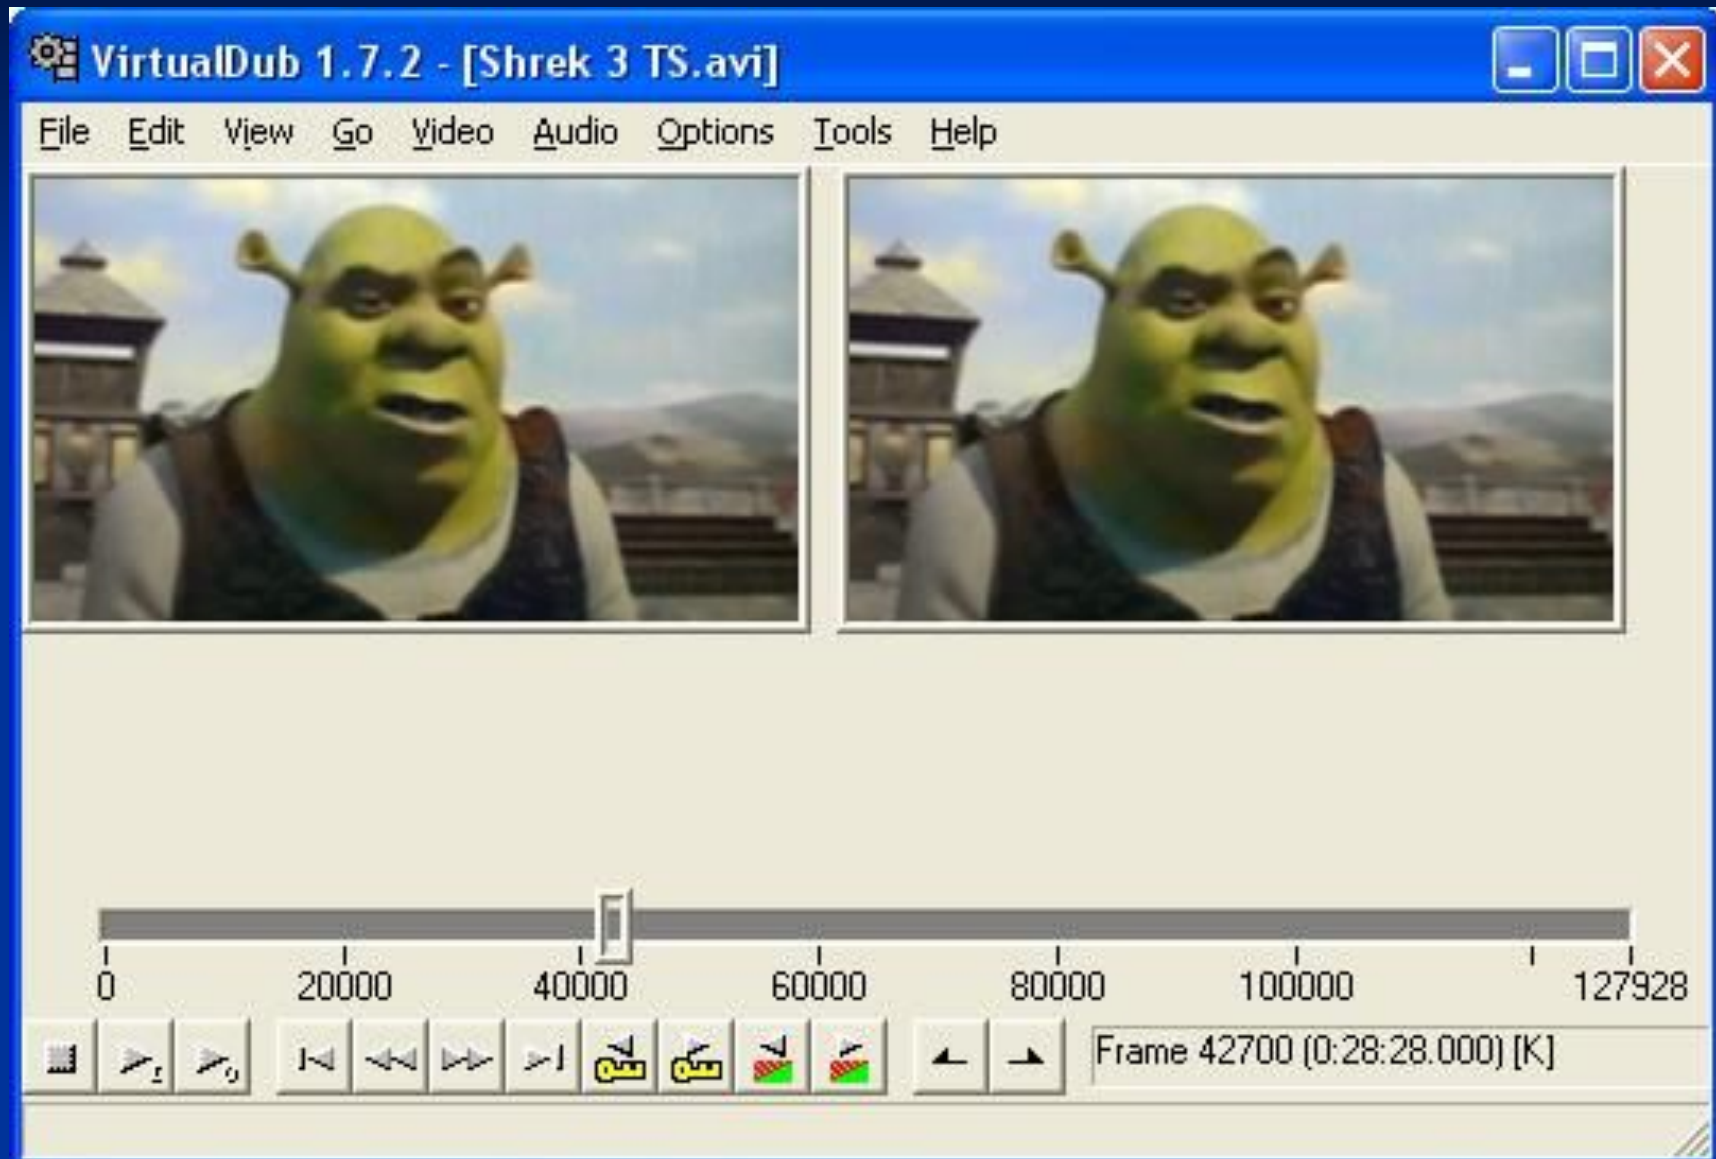 VirtualDub 1.7.2 - [Shrek 3 TS.avi]
File Edit View Go Video Audio Options Tools Help
0 20000 40000 60000 80000 100000 127928
Frame 42700 (0:28:28.000) [K]